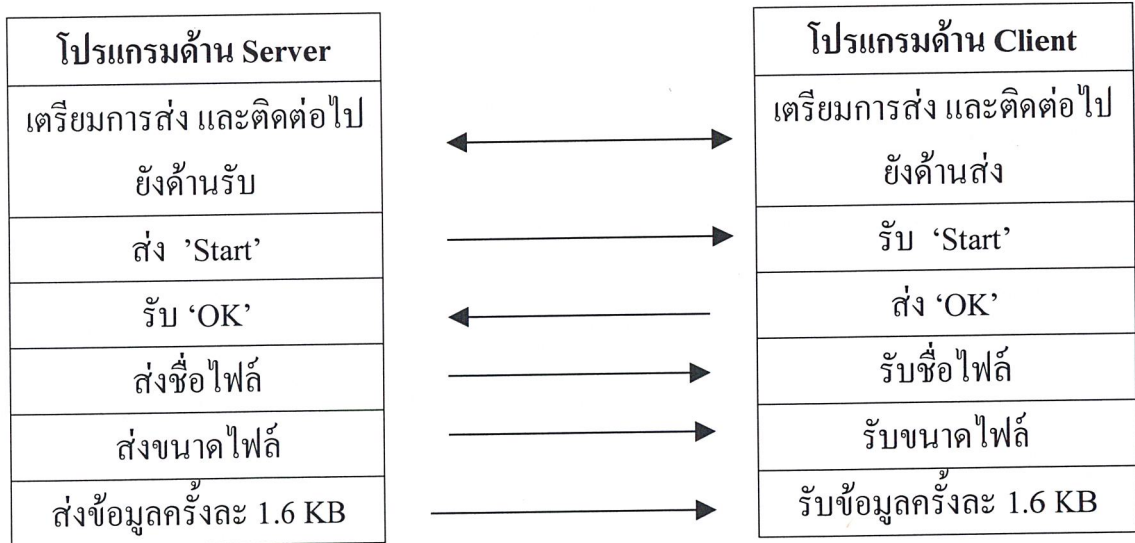 โปรแกรมด้าน Server
เตรียมการส่ง และติดต่อไป
ยังด้านรับ
ส่ง ’Start’
รับ ‘OK’
ส่งชื่อไฟล์
ส่งขนาดไฟล์
ส่งข้อมูลครั้งละ 1.6 KB
โปรแกรมด้าน Client
เตรียมการส่ง และติดต่อไป
ยังด้านส่ง
รับ ‘Start’
ส่ง ‘OK’
รับชื่อไฟล์
รับขนาดไฟล์
รับข้อมูลครั้งละ 1.6 KB